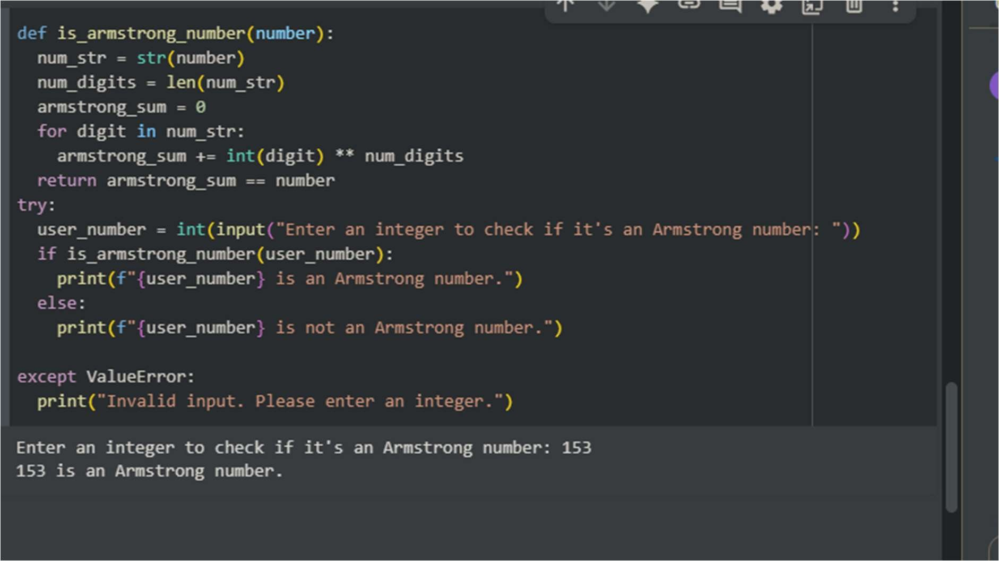 def is_armstrong_number(number):
  num_str = str(number)
  num_digits = len(num_str)
  armstrong_sum = 0
  for digit in num_str:
    armstrong_sum += int(digit) ** num_digits
  return armstrong_sum == number
try:
  user_number = int(input("Enter an integer to check if it's an Armstrong number: "))
  if is_armstrong_number(user_number):
    print(f"{user_number} is an Armstrong number.")
  else:
    print(f"{user_number} is not an Armstrong number.")
except ValueError:
  print("Invalid input. Please enter an integer.")
Enter an integer to check if it's an Armstrong number: 153
153 is an Armstrong number.